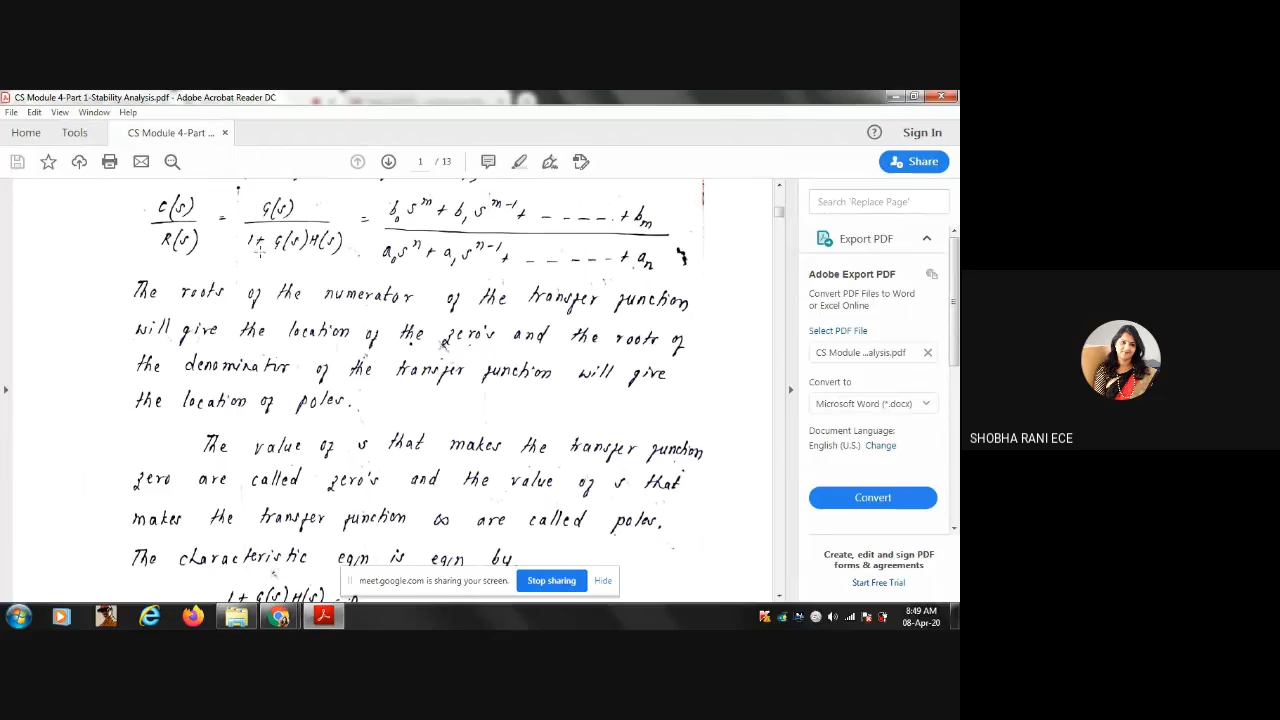 CS Module 4-Part 1-Stability Analysis.pdf - Adobe Acrobat Reader DC
File Edit View Window Help
Home Tools CS Module 4-Part ... × Sign In
1 / 13 Share
C(s)/R(s) = G(s)/1+ G(s)H(s) = b₀ sᵐ + b₁ sᵐ⁻¹ + - - - - - + bₘ / a₀sⁿ + a₁ sⁿ⁻¹ + - - - - - + aₙ
The roots of the numerator of the transfer function
will give the location of the zero's and the roots of
the denominator of the transfer function will give
the location of poles.
The value of s that makes the transfer function
zero are called zero's and the value of s that
makes the transfer function ∞ are called poles.
The characteristic eqn is eqn by
1+ G(s)H(s) =
meet.google.com is sharing your screen. Stop sharing Hide
Search 'Replace Page'
Export PDF
Adobe Export PDF
Convert PDF Files to Word
or Excel Online
Select PDF File
CS Module ...alysis.pdf
Convert to
Microsoft Word (*.docx)
Document Language:
English (U.S.) Change
Convert
Create, edit and sign PDF
forms & agreements
Start Free Trial
8:49 AM
08-Apr-20
SHOBHA RANI ECE